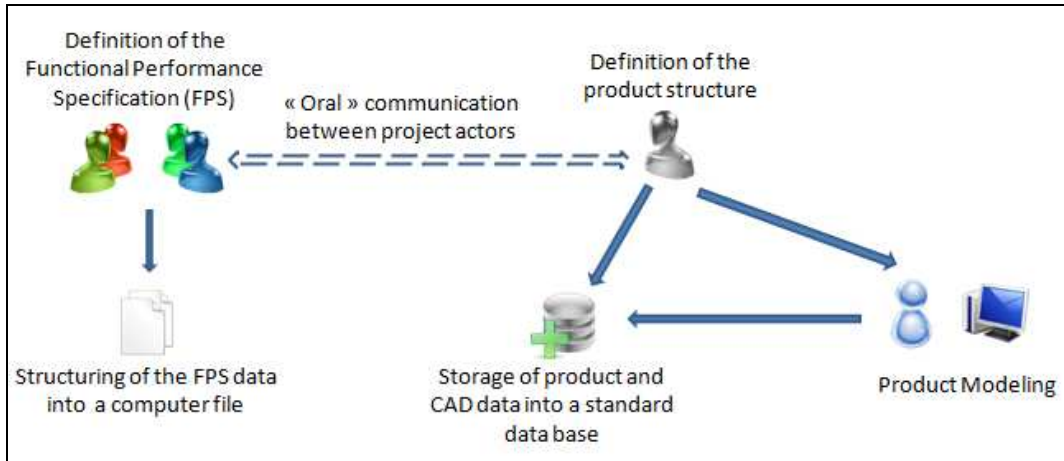 Definition of the
Functional Performance
Specification (FPS)
« Oral » communication
between project actors
Definition of the
product structure
Structuring of the FPS data
into a computer file
Storage of product and
CAD data into a standard
data base
Product Modeling